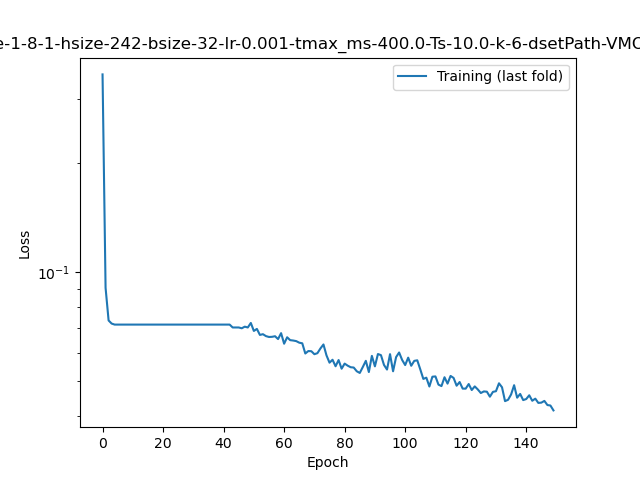 e-1-8-1-hsize-242-bsize-32-lr-0.001-tmax_ms-400.0-Ts-10.0-k-6-dsetPath-VMC
Training (last fold)
Loss
10⁻¹
0 20 40 60 80 100 120 140
Epoch